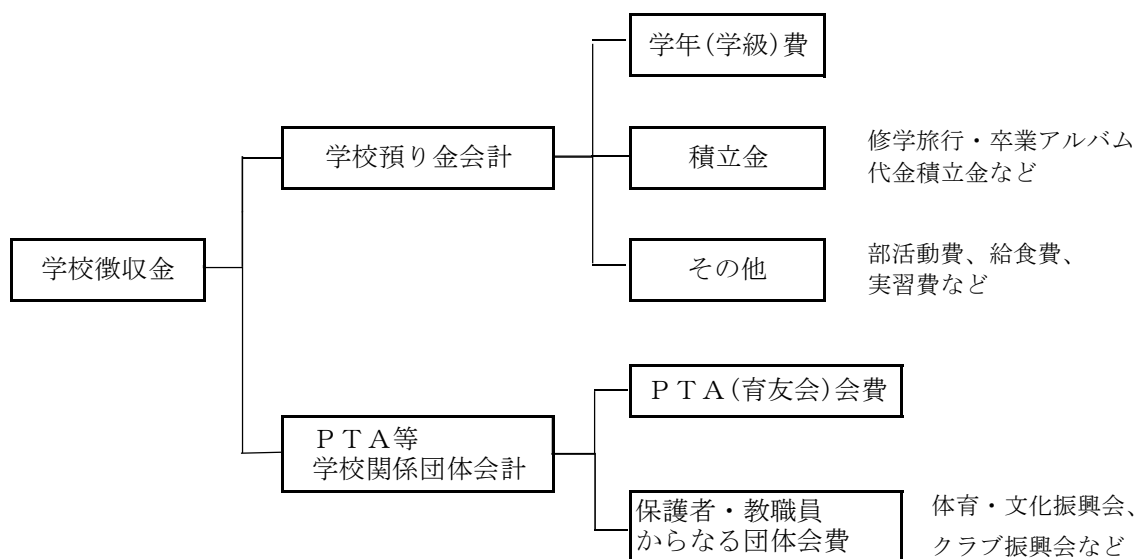 学年(学級)費
学校預り金会計
積立金
修学旅行・卒業アルバム
代金積立金など
学校徴収金
その他
部活動費、給食費、
実習費など
PTA(育友会)会費
PTA等
学校関係団体会計
保護者・教職員
からなる団体会費
体育・文化振興会、
クラブ振興会など